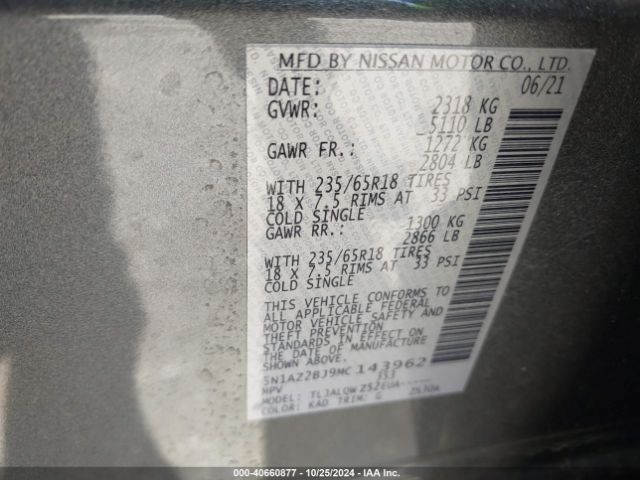 MFD BY NISSAN MOTOR CO., LTD.
DATE: 06/21
GVWR: 2318 KG
5110 LB
GAWR FR.: 1272 KG
2804 LB
WITH 235/65R18 TIRES
18 X 7.5 RIMS AT 33 PSI
COLD SINGLE
GAWR RR.: 1300 KG
2866 LB
WITH 235/65R18 TIRES
18 X 7.5 RIMS AT 33 PSI
COLD SINGLE
THIS VEHICLE CONFORMS TO
ALL APPLICABLE FEDERAL
MOTOR VEHICLE SAFETY AND
THEFT PREVENTION
STANDARDS IN EFFECT ON
THE DATE OF MANUFACTURE
SHOWN ABOVE.
5N1AZ2BJ9MC143962
MPV 353
MODEL: TLJALQWZ52EUA-----
COLOR: KAD TRIM: G
000-40660877 - 10/25/2024 - IAA Inc.